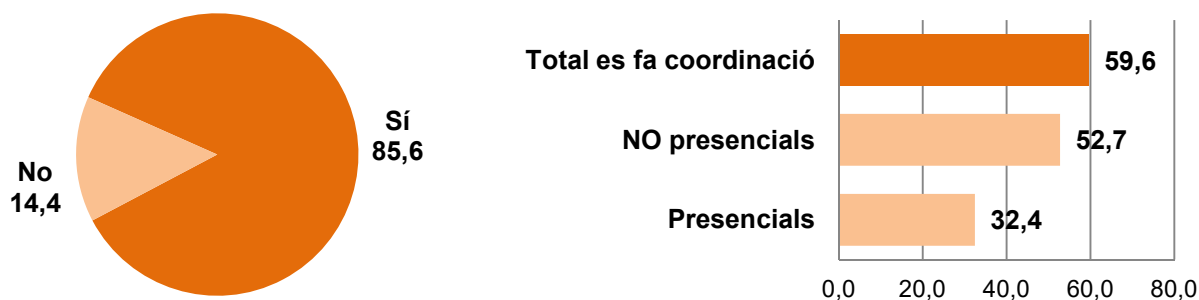 Sí
85,6
No
14,4
Total es fa coordinació
59,6
NO presencials
52,7
Presencials
32,4
0,0 20,0 40,0 60,0 80,0